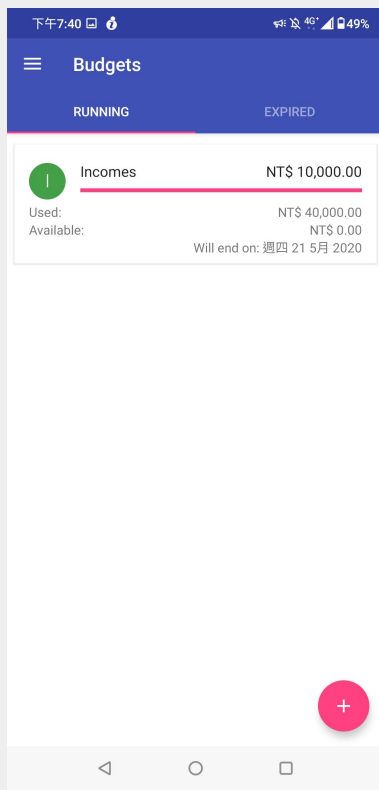 下午7:40 4G+ 49%
Budgets
RUNNING EXPIRED
I Incomes NT$ 10,000.00
Used: NT$ 40,000.00
Available: NT$ 0.00
Will end on: 週四 21 5月 2020